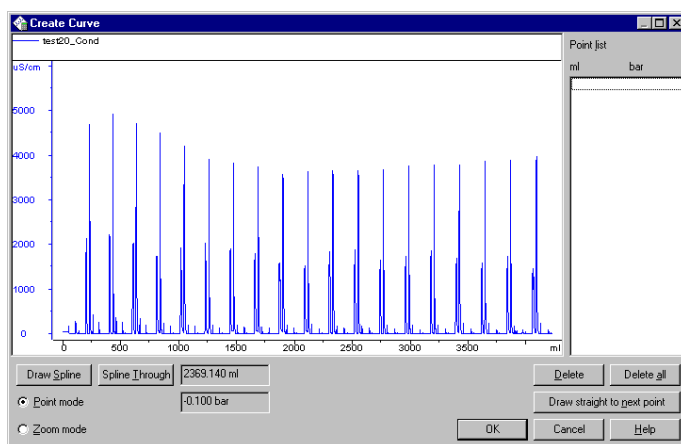 Create Curve
test20_Cond
Point list
uS/cm
ml bar
5000
4000
3000
2000
1000
0
0 500 1000 1500 2000 2500 3000 3500 ml
Draw Spline Spline Through 2369.140 ml Delete Delete all
Point mode -0.100 bar Draw straight to next point
Zoom mode OK Cancel Help